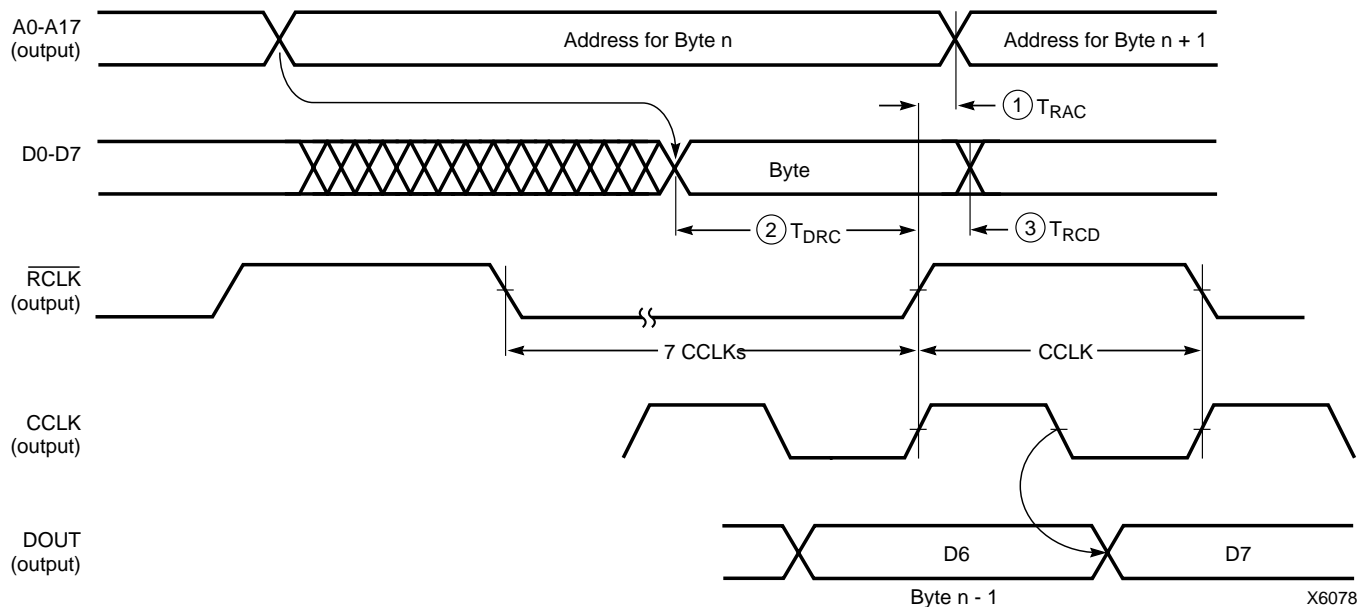 A0-A17
(output)
Address for Byte n
Address for Byte n + 1
1 TRAC
D0-D7
Byte
2 TDRC
3 TRCD
RCLK
(output)
7 CCLKs
CCLK
CCLK
(output)
DOUT
(output)
D6
D7
Byte n - 1
X6078